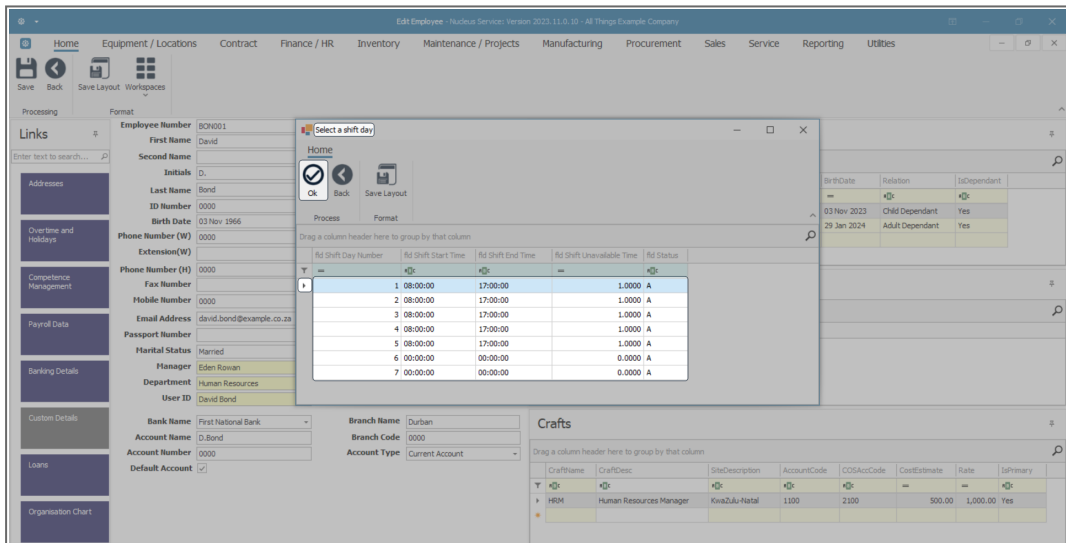 Edit Employee - Nucleus Service: Version 2023.11.0.10 - All Things Example Company
Home Equipment / Locations Contract Finance / HR Inventory Maintenance / Projects Manufacturing Procurement Sales Service Reporting Utilities
Save Back Save Layout Workspaces
Processing Format
Links
Enter text to search...
Addresses
Overtime and Holidays
Competence Management
Payroll Data
Banking Details
Custom Details
Loans
Organisation Chart
Employee Number BON001
First Name David
Second Name
Initials D.
Last Name Bond
ID Number 0000
Birth Date 03 Nov 1966
Phone Number (W) 0000
Extension(W)
Phone Number (H) 0000
Fax Number
Mobile Number 0000
Email Address david.bond@example.co.za
Passport Number
Marital Status Married
Manager Eden Rowan
Department Human Resources
User ID David Bond
Bank Name First National Bank Branch Name Durban
Account Name D.Bond Branch Code 0000
Account Number 0000 Account Type Current Account
Default Account
Select a shift day
Home
Ok Back Save Layout
Process Format
Drag a column header here to group by that column
fld Shift Day Number fld Shift Start Time fld Shift End Time fld Shift Unavailable Time fld Status
1 08:00:00 17:00:00 1.0000 A
2 08:00:00 17:00:00 1.0000 A
3 08:00:00 17:00:00 1.0000 A
4 08:00:00 17:00:00 1.0000 A
5 08:00:00 17:00:00 1.0000 A
6 00:00:00 00:00:00 0.0000 A
7 00:00:00 00:00:00 0.0000 A
BirthDate Relation IsDependant
03 Nov 2023 Child Dependant Yes
29 Jan 2024 Adult Dependant Yes
Crafts
Drag a column header here to group by that column
CraftName CraftDesc SiteDescription AccountCode COSAccCode CostEstimate Rate IsPrimary
HRM Human Resources Manager KwaZulu-Natal 1100 2100 500.00 1,000.00 Yes